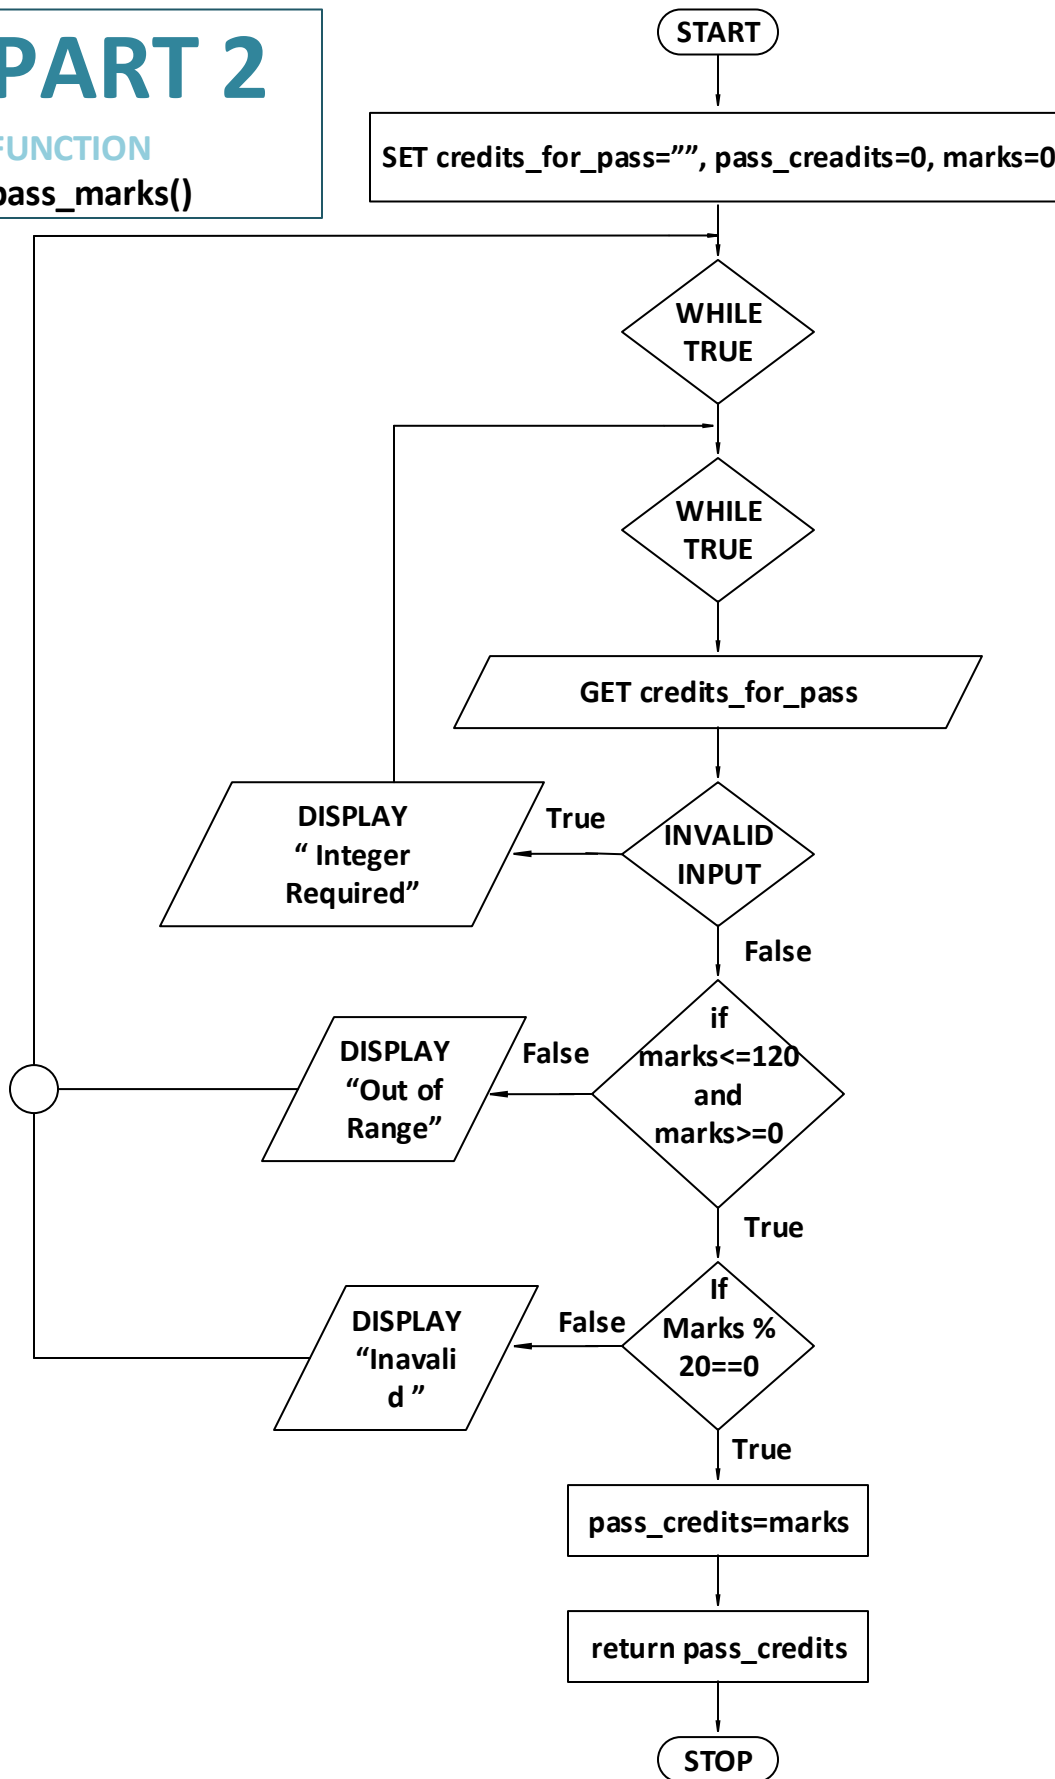 PART 2
FUNCTION
pass_marks()
START
SET credits_for_pass="”, pass_creadits=0, marks=0
WHILE
TRUE
WHILE
TRUE
GET credits_for_pass
DISPLAY
“ Integer
Required”
True
INVALID
INPUT
False
DISPLAY
“Out of
Range”
False
if
marks<=120
and
marks>=0
True
DISPLAY
“Inavali
d ”
False
If
Marks %
20==0
True
pass_credits=marks
return pass_credits
STOP